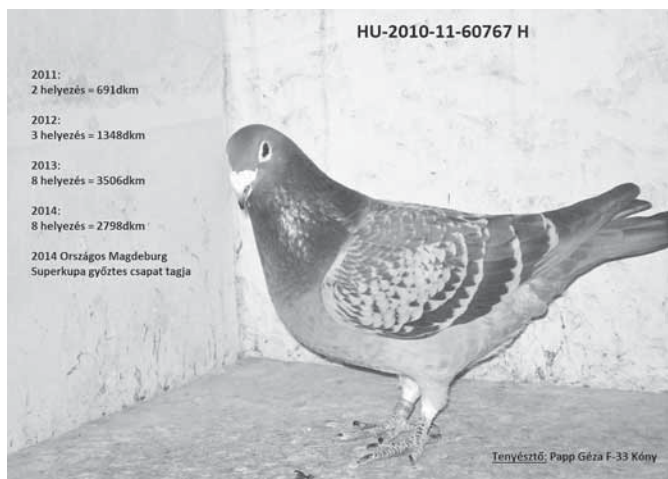 HU-2010-11-60767 H
2011:
2 helyezés = 691dkm
2012:
3 helyezés = 1348dkm
2013:
8 helyezés = 3506dkm
2014:
8 helyezés = 2798dkm
2014 Országos Magdeburg
Superkupa győztes csapat tagja
Tenyésztő: Papp Géza F-33 Kóny